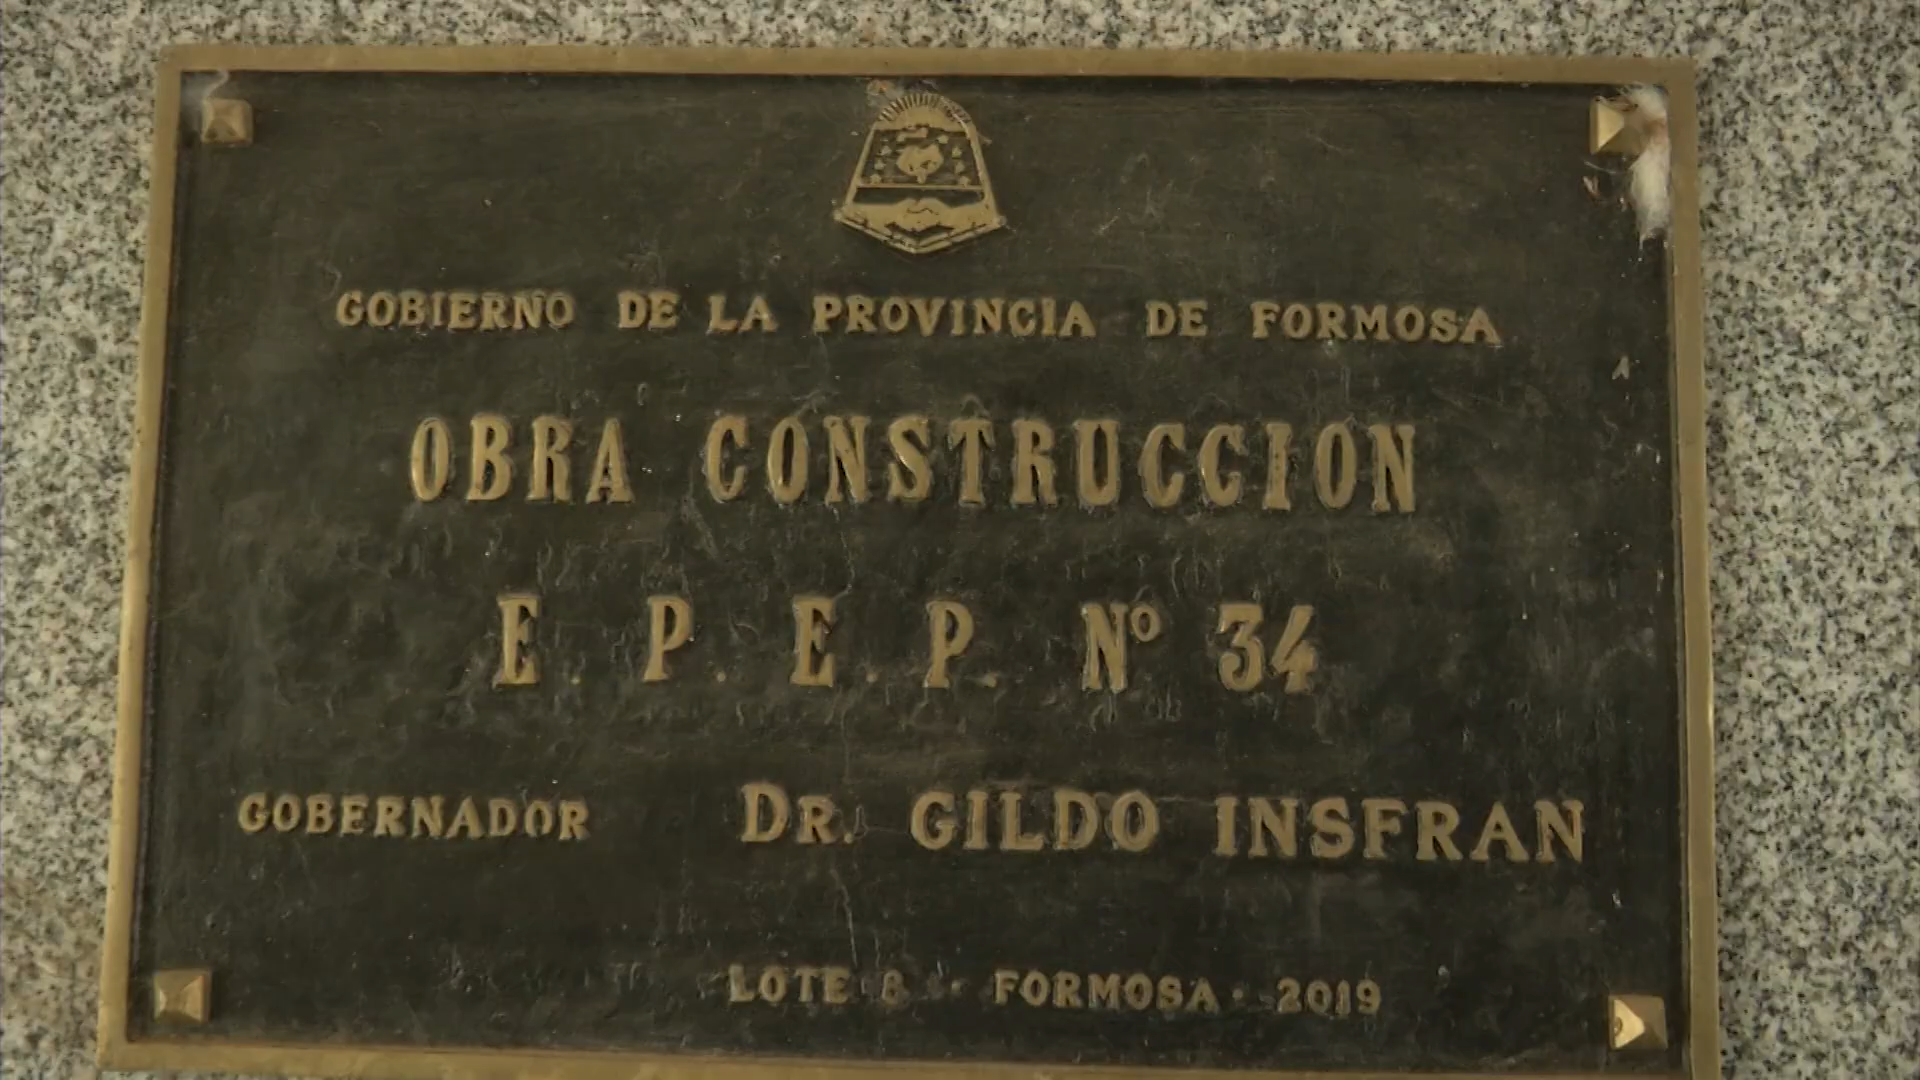 GOBIERNO DE LA PROVINCIA DE FORMOSA
OBRA CONSTRUCCION
E. P. E. P. Nº 34
GOBERNADOR DR. GILDO INSFRAN
LOTE 8 · FORMOSA · 2019